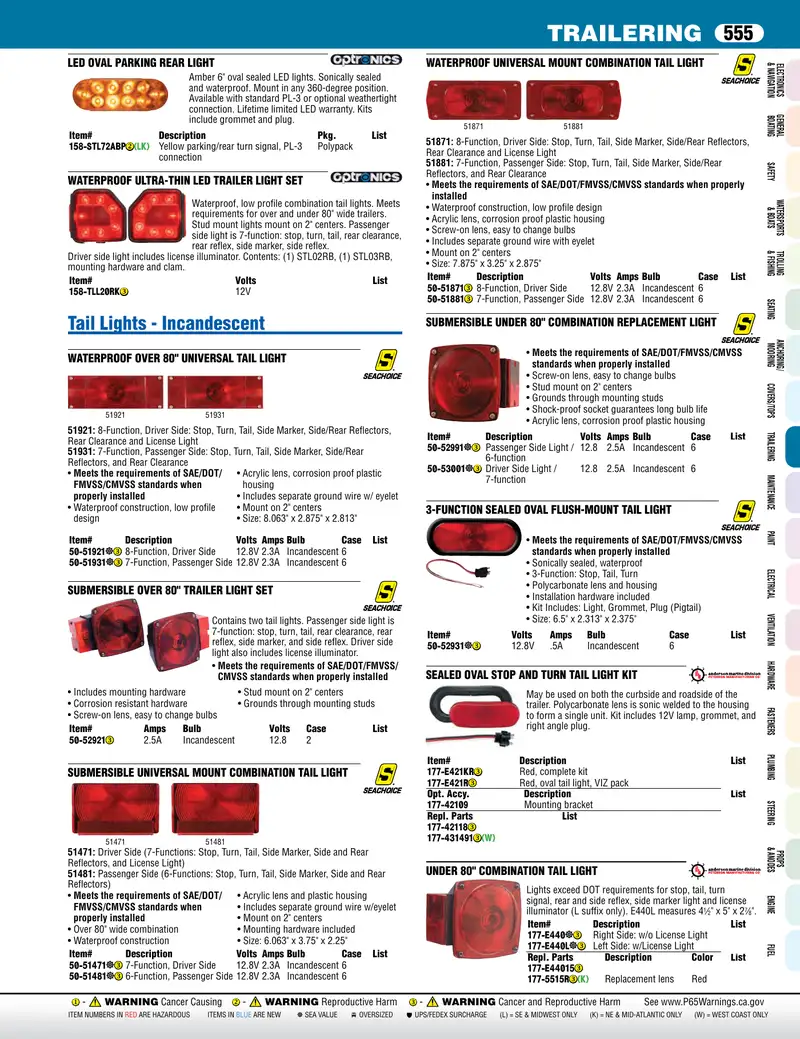 TRAILERING 555
LED OVAL PARKING REAR LIGHT
OPTRONICS
Amber 6" oval sealed LED lights. Sonically sealed
and waterproof. Mount in any 360-degree position.
Available with standard PL-3 or optional weathertight
connection. Lifetime limited LED warranty. Kits
include grommet and plug.
Item# Description Pkg. List
158-STL72ABP 2 (LK) Yellow parking/rear turn signal, PL-3 Polypack
connection
WATERPROOF ULTRA-THIN LED TRAILER LIGHT SET
OPTRONICS
Waterproof, low profile combination tail lights. Meets
requirements for over and under 80" wide trailers.
Stud mount lights mount on 2" centers. Passenger
side light is 7-function: stop, turn, tail, rear clearance,
rear reflex, side marker, side reflex.
Driver side light includes license illuminator. Contents: (1) STL02RB, (1) STL03RB,
mounting hardware and clam.
Item# Volts List
158-TLL20RK 3 12V
Tail Lights - Incandescent
WATERPROOF OVER 80" UNIVERSAL TAIL LIGHT
S
SEACHOICE
51921 51931
51921: 8-Function, Driver Side: Stop, Turn, Tail, Side Marker, Side/Rear Reflectors,
Rear Clearance and License Light
51931: 7-Function, Passenger Side: Stop, Turn, Tail, Side Marker, Side/Rear
Reflectors, and Rear Clearance
• Meets the requirements of SAE/DOT/
FMVSS/CMVSS standards when
properly installed
• Waterproof construction, low profile
design
• Acrylic lens, corrosion proof plastic
housing
• Includes separate ground wire w/ eyelet
• Mount on 2" centers
• Size: 8.063" x 2.875" x 2.813"
Item# Description Volts Amps Bulb Case List
50-51921 3 8-Function, Driver Side 12.8V 2.3A Incandescent 6
50-51931 3 7-Function, Passenger Side 12.8V 2.3A Incandescent 6
SUBMERSIBLE OVER 80" TRAILER LIGHT SET
S
SEACHOICE
Contains two tail lights. Passenger side light is
7-function: stop, turn, tail, rear clearance, rear
reflex, side marker, and side reflex. Driver side
light also includes license illuminator.
• Meets the requirements of SAE/DOT/FMVSS/
CMVSS standards when properly installed
• Includes mounting hardware
• Corrosion resistant hardware
• Screw-on lens, easy to change bulbs
• Stud mount on 2" centers
• Grounds through mounting studs
Item# Amps Bulb Volts Case List
50-52921 3 2.5A Incandescent 12.8 2
SUBMERSIBLE UNIVERSAL MOUNT COMBINATION TAIL LIGHT
S
SEACHOICE
51471 51481
51471: Driver Side (7-Functions: Stop, Turn, Tail, Side Marker, Side and Rear
Reflectors, and License Light)
51481: Passenger Side (6-Functions: Stop, Turn, Tail, Side Marker, Side and Rear
Reflectors)
• Meets the requirements of SAE/DOT/
FMVSS/CMVSS standards when
properly installed
• Over 80" wide combination
• Waterproof construction
• Acrylic lens and plastic housing
• Includes separate ground wire w/eyelet
• Mount on 2" centers
• Mounting hardware included
• Size: 6.063" x 3.75" x 2.25"
Item# Description Volts Amps Bulb Case List
50-51471 3 7-Function, Driver Side 12.8V 2.3A Incandescent 6
50-51481 3 6-Function, Passenger Side 12.8V 2.3A Incandescent 6
WATERPROOF UNIVERSAL MOUNT COMBINATION TAIL LIGHT
S
SEACHOICE
51871 51881
51871: 8-Function, Driver Side: Stop, Turn, Tail, Side Marker, Side/Rear Reflectors,
Rear Clearance and License Light
51881: 7-Function, Passenger Side: Stop, Turn, Tail, Side Marker, Side/Rear
Reflectors, and Rear Clearance
• Meets the requirements of SAE/DOT/FMVSS/CMVSS standards when properly
installed
• Waterproof construction, low profile design
• Acrylic lens, corrosion proof plastic housing
• Screw-on lens, easy to change bulbs
• Includes separate ground wire with eyelet
• Mount on 2" centers
• Size: 7.875" x 3.25" x 2.875"
Item# Description Volts Amps Bulb Case List
50-51871 3 8-Function, Driver Side 12.8V 2.3A Incandescent 6
50-51881 3 7-Function, Passenger Side 12.8V 2.3A Incandescent 6
SUBMERSIBLE UNDER 80" COMBINATION REPLACEMENT LIGHT
S
SEACHOICE
• Meets the requirements of SAE/DOT/FMVSS/CMVSS
standards when properly installed
• Screw-on lens, easy to change bulbs
• Stud mount on 2" centers
• Grounds through mounting studs
• Shock-proof socket guarantees long bulb life
• Acrylic lens, corrosion proof plastic housing
Item# Description Volts Amps Bulb Case List
50-52991 3 Passenger Side Light / 12.8 2.5A Incandescent 6
6-function
50-53001 3 Driver Side Light / 12.8 2.5A Incandescent 6
7-function
3-FUNCTION SEALED OVAL FLUSH-MOUNT TAIL LIGHT
S
SEACHOICE
• Meets the requirements of SAE/DOT/FMVSS/CMVSS
standards when properly installed
• Sonically sealed, waterproof
• 3-Function: Stop, Tail, Turn
• Polycarbonate lens and housing
• Installation hardware included
• Kit Includes: Light, Grommet, Plug (Pigtail)
• Size: 6.5" x 2.313" x 2.375"
Item# Volts Amps Bulb Case List
50-52931 3 12.8V .5A Incandescent 6
SEALED OVAL STOP AND TURN TAIL LIGHT KIT
anderson marine division
PETERSON MANUFACTURING CO.
May be used on both the curbside and roadside of the
trailer. Polycarbonate lens is sonic welded to the housing
to form a single unit. Kit includes 12V lamp, grommet, and
right angle plug.
Item# Description List
177-E421KR 3 Red, complete kit
177-E421R 3 Red, oval tail light, VIZ pack
Opt. Accy. Description List
177-42109 Mounting bracket
Repl. Parts List
177-42118 3
177-431491 3 (W)
UNDER 80" COMBINATION TAIL LIGHT
anderson marine division
PETERSON MANUFACTURING CO.
Lights exceed DOT requirements for stop, tail, turn
signal, rear and side reflex, side marker light and license
illuminator (L suffix only). E440L measures 4½" x 5" x 2⅞".
Item# Description List
177-E440 3 Right Side: w/o License Light
177-E440L 3 Left Side: w/License Light
Repl. Parts Description Color List
177-E44015 3
177-5515R 3 (K) Replacement lens Red
ELECTRONICS
& NAVIGATION
GENERAL
BOATING
SAFETY
WATERSPORTS
& BOATS
TROLLING
& FISHING
SEATING
ANCHORING/
MOORING
COVERS/TOPS
TRAILERING
MAINTENANCE
PAINT
ELECTRICAL
VENTILATION
HARDWARE
FASTENERS
PLUMBING
STEERING
PROPS
& ANODES
ENGINE
FUEL
1 - WARNING Cancer Causing 2 - WARNING Reproductive Harm 3 - WARNING Cancer and Reproductive Harm See www.P65Warnings.ca.gov
ITEM NUMBERS IN RED ARE HAZARDOUS ITEMS IN BLUE ARE NEW SEA VALUE OVERSIZED UPS/FEDEX SURCHARGE (L) = SE & MIDWEST ONLY (K) = NE & MID-ATLANTIC ONLY (W) = WEST COAST ONLY